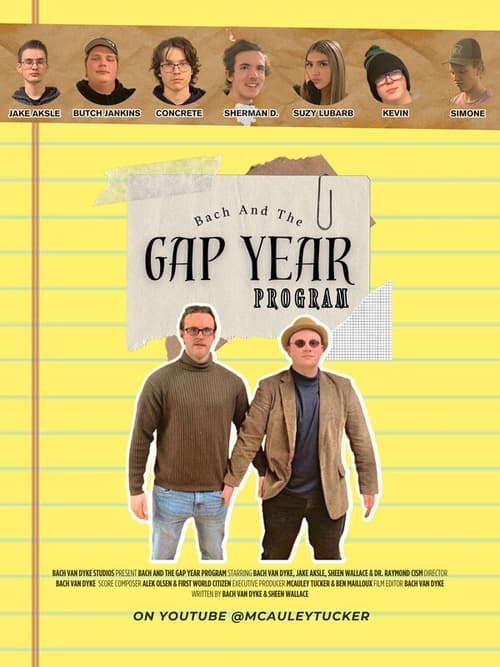 JAKE AKSLE BUTCH JANKINS CONCRETE SHERMAN D. SUZY LUBARB KEVIN SIMONE
Bach And The
GAP YEAR
PROGRAM
BACH VAN DYKE STUDIOS PRESENT BACH AND THE GAP YEAR PROGRAM STARRING BACH VAN DYKE, JAKE AKSLE, SHEEN WALLACE & DR. RAYMOND CISM DIRECTOR
BACH VAN DYKE SCORE COMPOSER ALEK OLSEN & FIRST WORLD CITIZEN EXECUTIVE PRODUCER MCAULEY TUCKER & BEN MAILLOUX FILM EDITOR BACH VAN DYKE
WRITTEN BY BACH VAN DYKE & SHEEN WALLACE
ON YOUTUBE @MCAULEYTUCKER